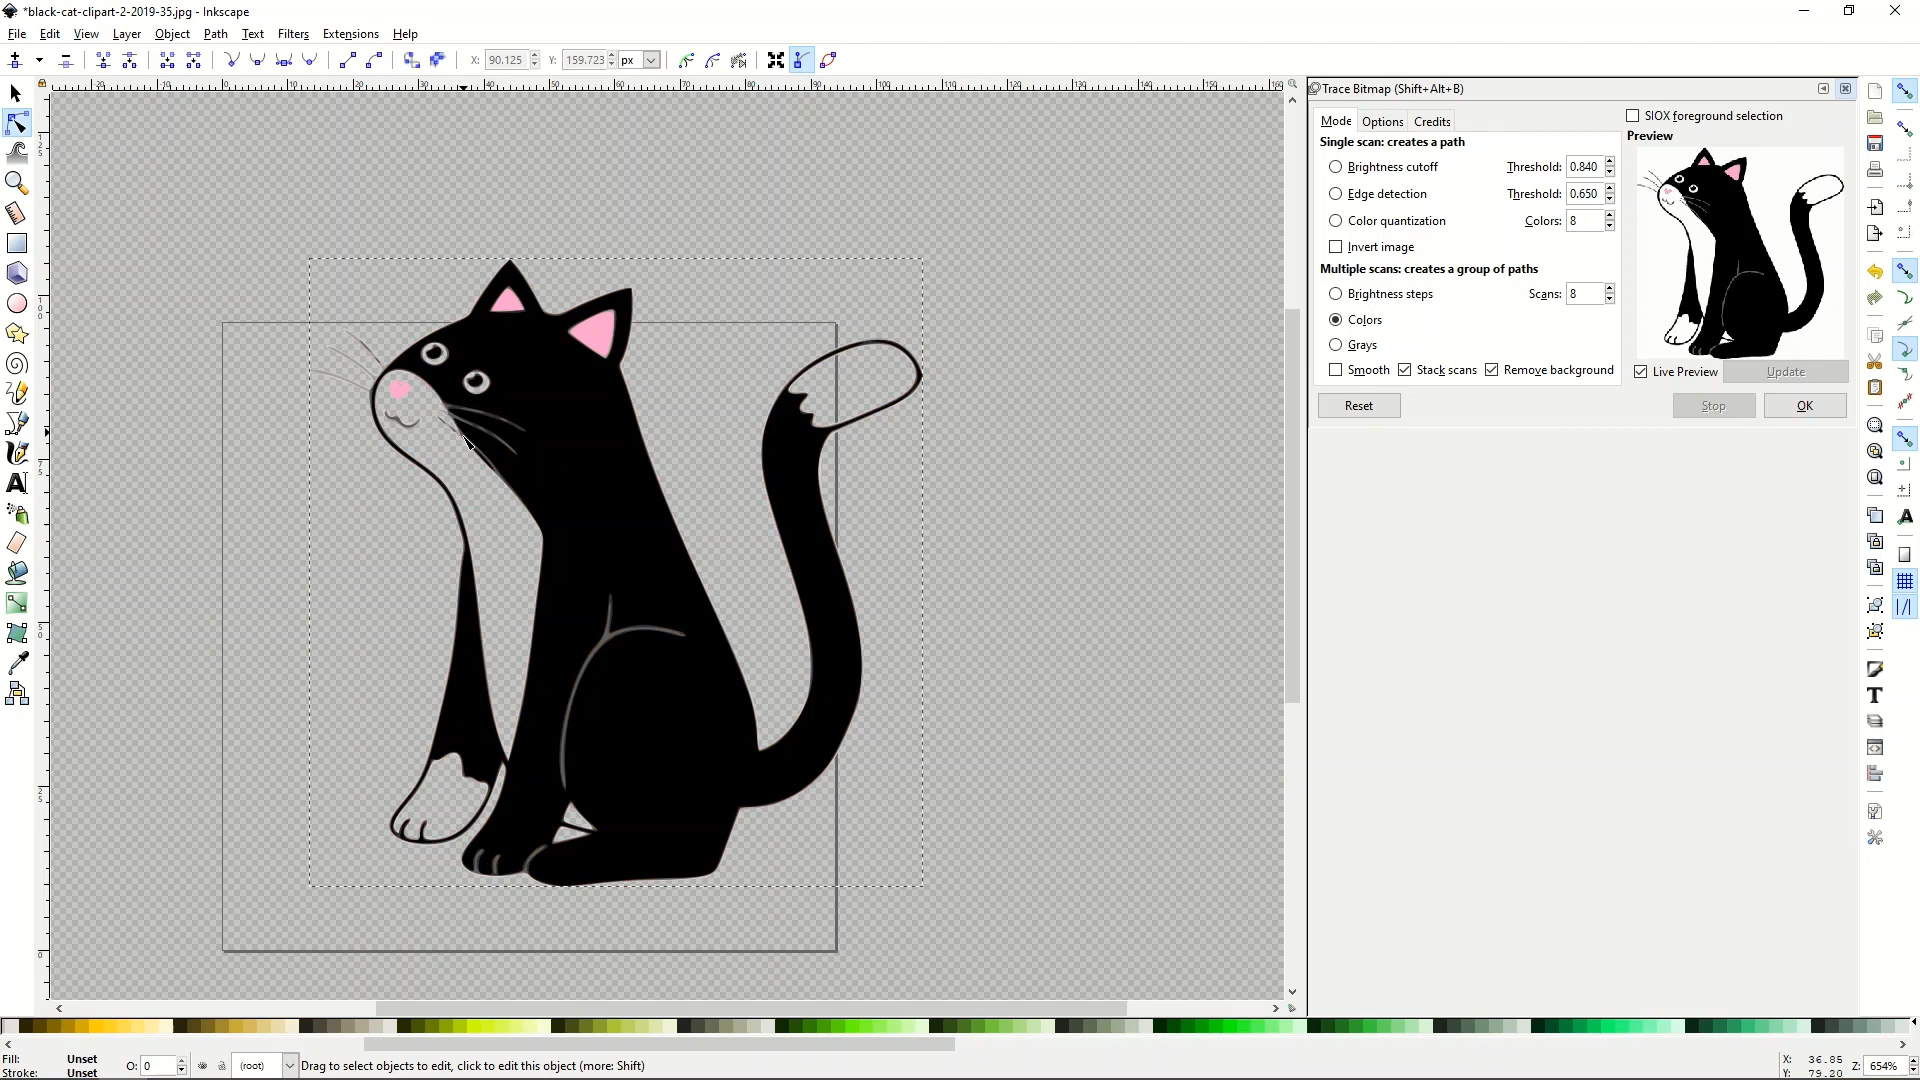 *black-cat-clipart-2-2019-35.jpg - Inkscape
File Edit View Layer Object Path Text Filters Extensions Help
X: 90.125 Y: 159.723 px
Trace Bitmap (Shift+Alt+B)
Mode Options Credits
SIOX foreground selection
Single scan: creates a path
Preview
Brightness cutoff Threshold: 0.840
Edge detection Threshold: 0.650
Color quantization Colors: 8
Invert image
Multiple scans: creates a group of paths
Brightness steps Scans: 8
Colors
Grays
Smooth Stack scans Remove background
Live Preview Update
Reset Stop OK
Fill: Unset
Stroke: Unset
O: 0
(root)
Drag to select objects to edit, click to edit this object (more: Shift)
X: 36.85
Y: 79.20
Z: 654%